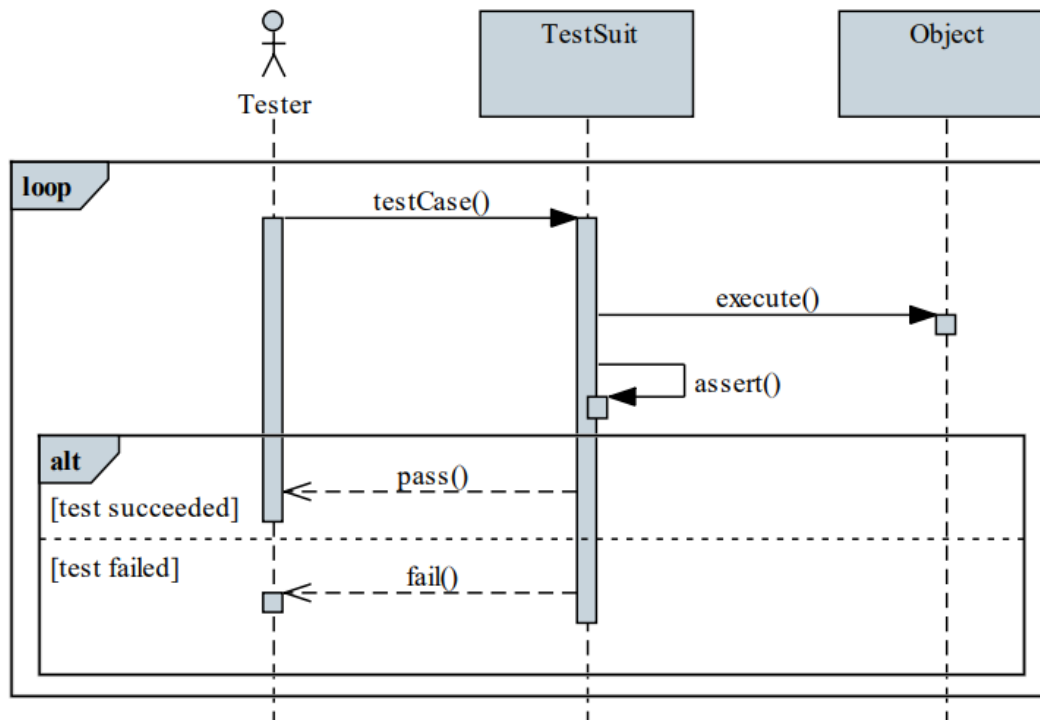 TestSuit
Object
Tester
loop
testCase()
execute()
assert()
alt
pass()
[test succeeded]
[test failed]
fail()